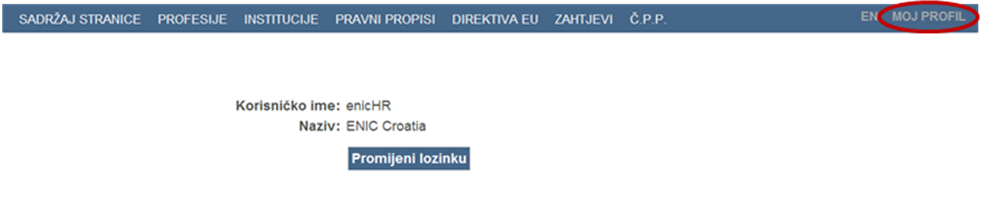 SADRŽAJ STRANICE PROFESIJE INSTITUCIJE PRAVNI PROPISI DIREKTIVA EU ZAHTJEVI Č.P.P. EN MOJ PROFIL
Korisničko ime: enicHR
Naziv: ENIC Croatia
Promijeni lozinku